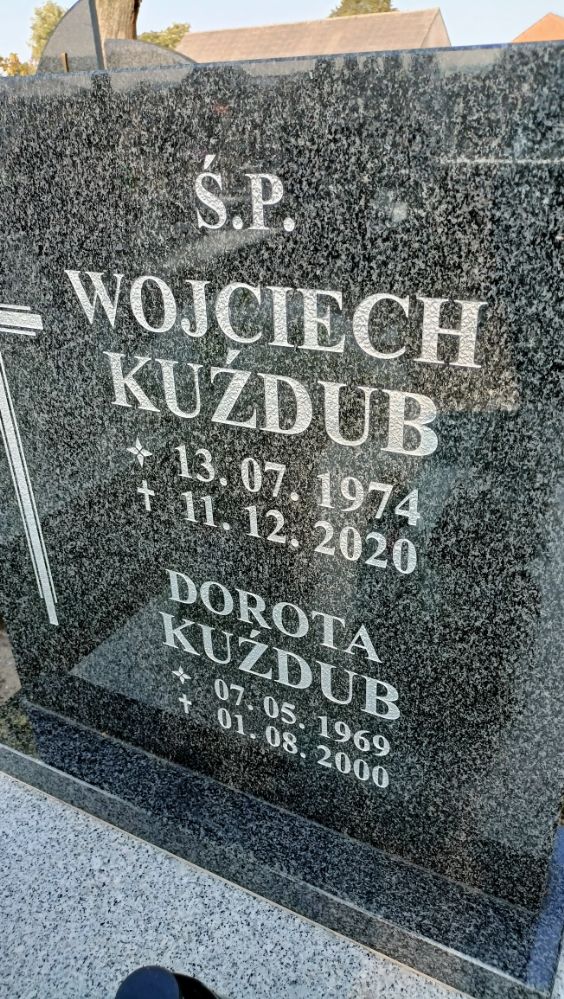 Ś.P.
WOJCIECH
KUŹDUB
13. 07. 1974
11. 12. 2020
DOROTA
KUŹDUB
07. 05. 1969
01. 08. 2000